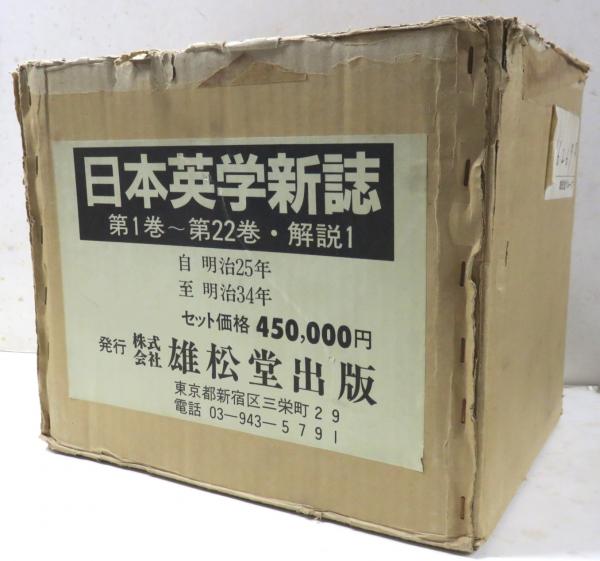 日本英学新誌
第1巻～第22巻・解説1
自 明治25年
至 明治34年
セット価格 450,000円
発行 株式会社 雄松堂出版
東京都新宿区三栄町29
電話 03-943-5791